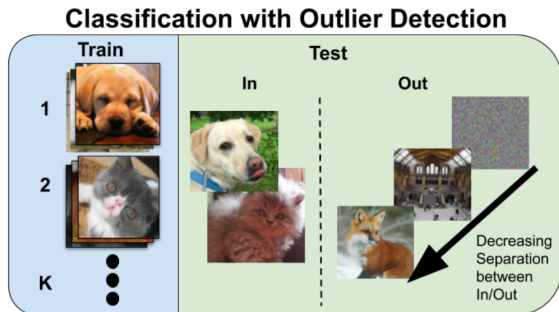 Classification with Outlier Detection
Train
Test
In
Out
1
2
K
Decreasing
Separation
between
In/Out